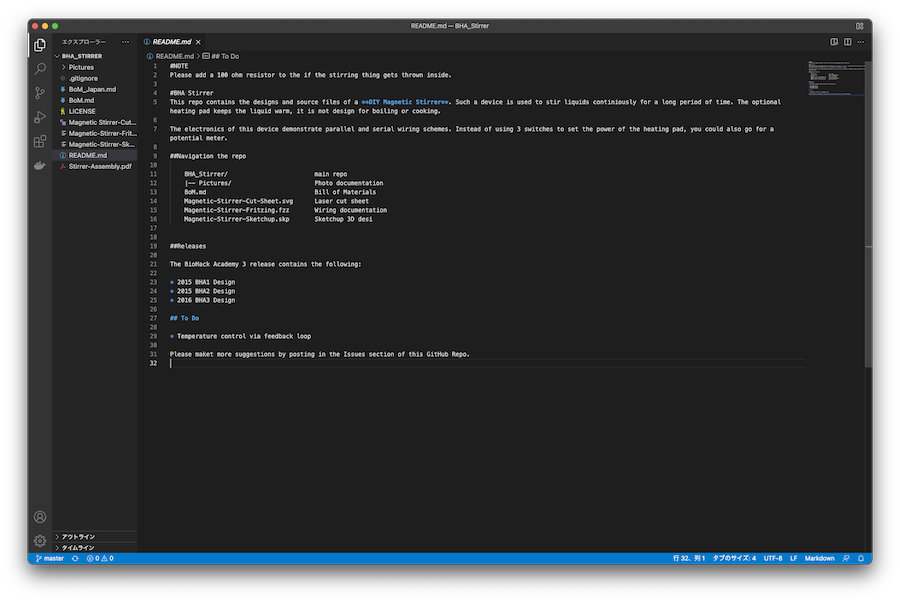 README.md — BHA_Stirrer
エクスプローラー
BHA_STIRRER
Pictures
.gitignore
BoM_Japan.md
BoM.md
LICENSE
Magnetic Stirrer-Cut...
Magnetic-Stirrer-Frit...
Magnetic-Stirrer-Sk...
README.md
Stirrer-Assembly.pdf
アウトライン
タイムライン
README.md
README.md > ## To Do
1 #NOTE
2 Please add a 100 ohm resistor to the if the stirring thing gets thrown inside.
3
4 #BHA Stirrer
5 This repo contains the designs and source files of a **DIY Magnetic Stirrer**. Such a device is used to stir liquids continiously for a long period of time. The optional
heating pad keeps the liquid warm, it is not design for boiling or cooking.
6
7 The electronics of this device demonstrate parallel and serial wiring schemes. Instead of using 3 switches to set the power of the heating pad, you could also go for a
potential meter.
8
9 ##Navigation the repo
10
11 BHA_Stirrer/ main repo
12 |-- Pictures/ Photo documentation
13 BoM.md Bill of Materials
14 Magnetic-Stirrer-Cut-Sheet.svg Laser cut sheet
15 Magentic-Stirrer-Fritzing.fzz Wiring documentation
16 Magnetic-Stirrer-Sketchup.skp Sketchup 3D desi
17
18
19 ##Releases
20
21 The BioHack Academy 3 release contains the following:
22
23 * 2015 BHA1 Design
24 * 2015 BHA2 Design
25 * 2016 BHA3 Design
26
27 ## To Do
28
29 * Temperature control via feedback loop
30
31 Please maket more suggestions by posting in the Issues section of this GitHub Repo.
32
master 0 0 行 32、列 1 タブのサイズ: 4 UTF-8 LF Markdown